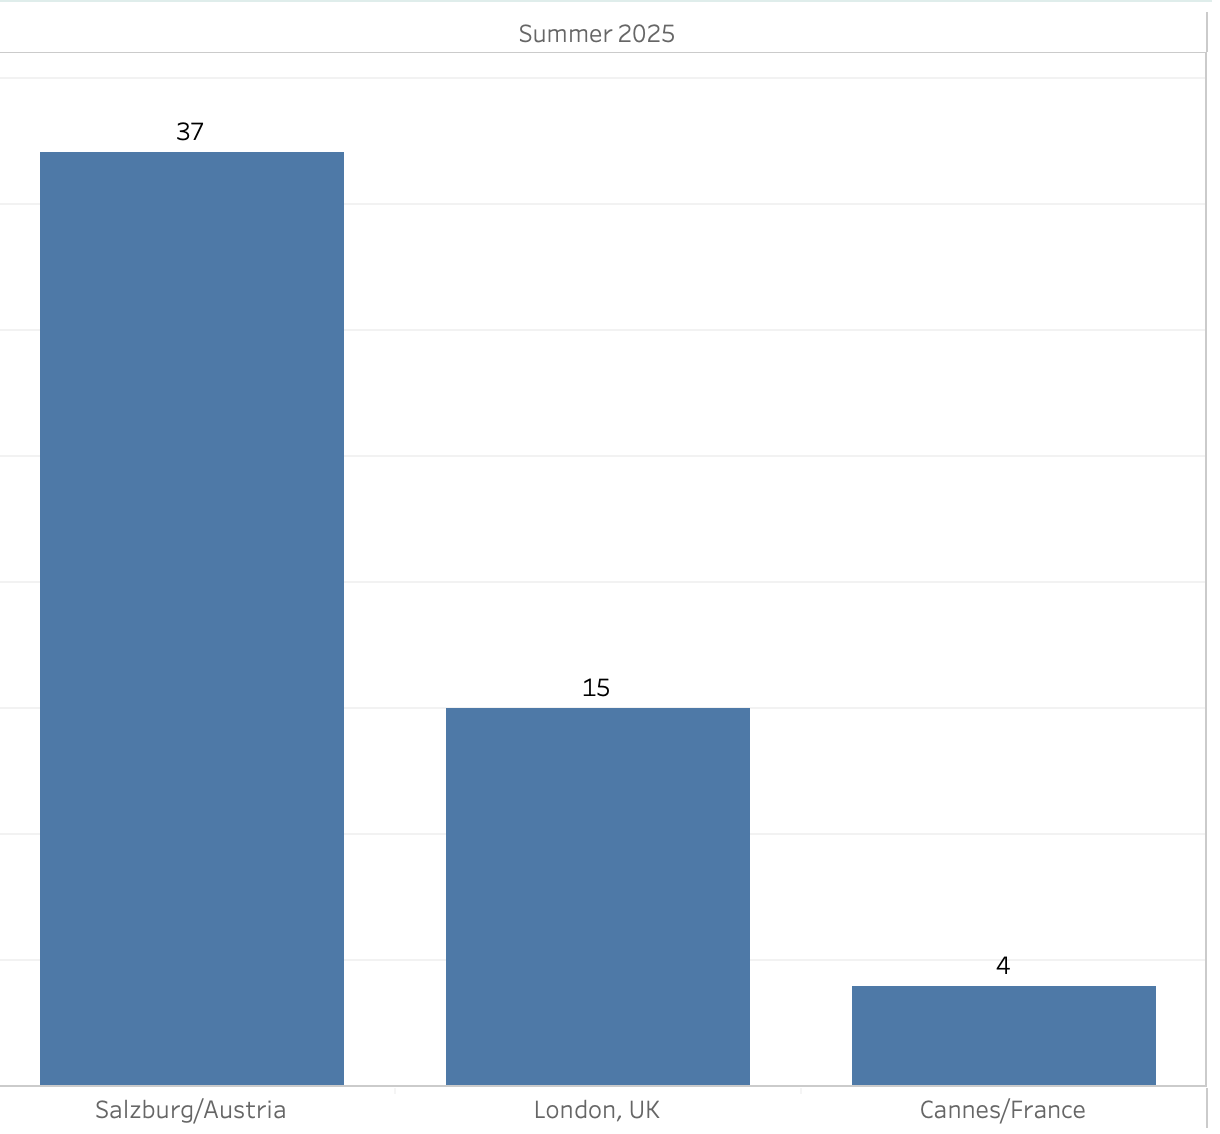 Summer 2025
37
15
4
Salzburg/Austria
London, UK
Cannes/France